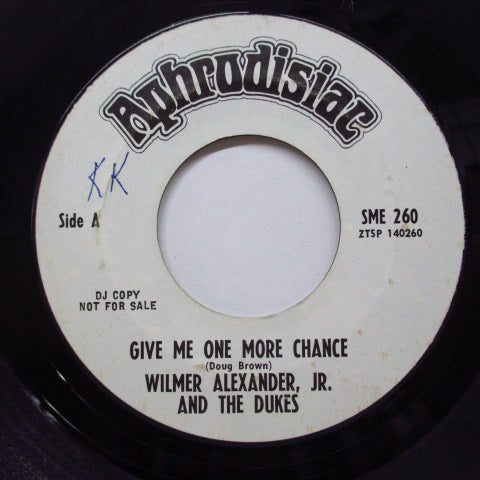 Aphrodisiac
KK
Side A
SME 260
ZTSP 140260
DJ COPY
NOT FOR SALE
GIVE ME ONE MORE CHANCE
(Doug Brown)
WILMER ALEXANDER, JR.
AND THE DUKES